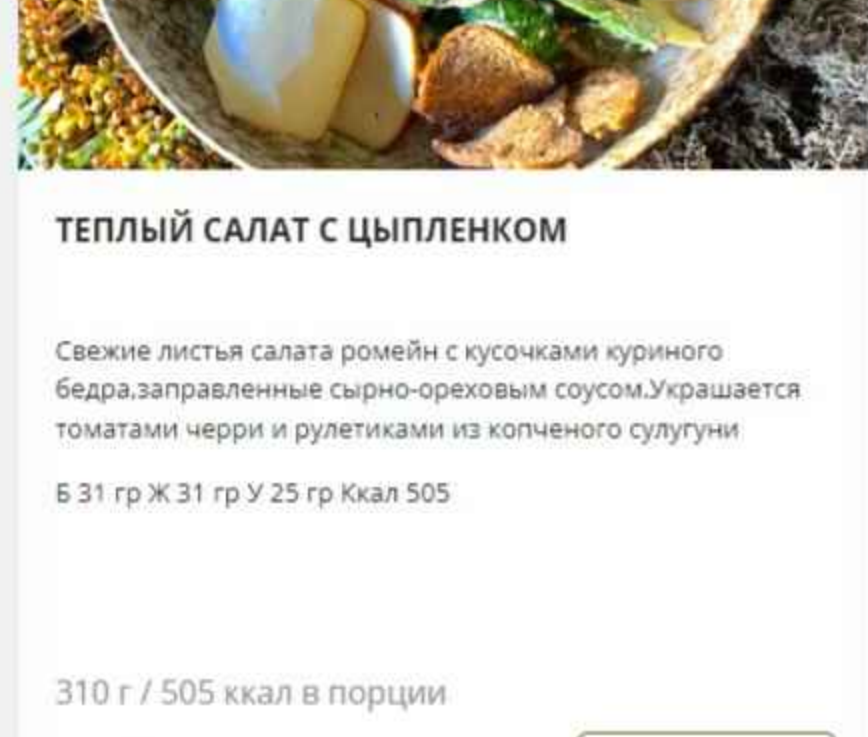 ТЕПЛЫЙ САЛАТ С ЦЫПЛЕНКОМ
Свежие листья салата ромейн с кусочками куриного
бедра,заправленные сырно-ореховым соусом.Украшается
томатами черри и рулетиками из копченого сулугуни
Б 31 гр Ж 31 гр У 25 гр Ккал 505
310 г / 505 ккал в порции